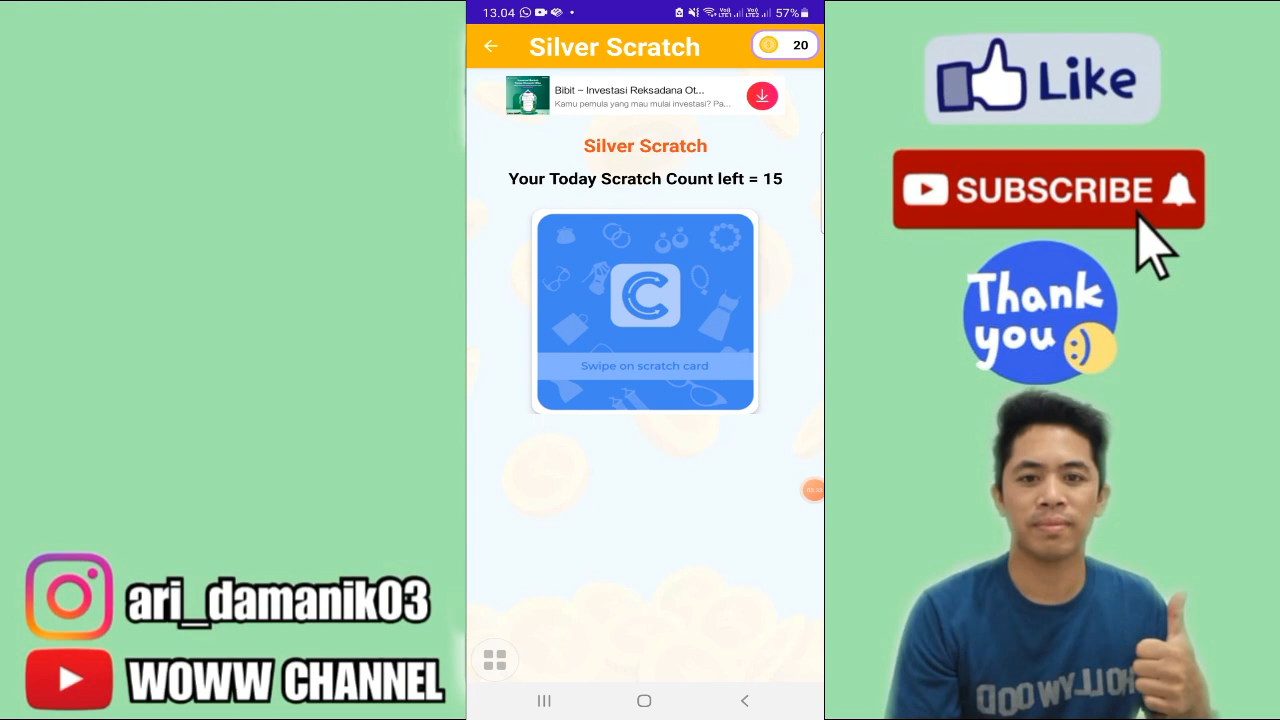 13.04
57%
Silver Scratch
20
Bibit – Investasi Reksadana Ot...
Kamu pemula yang mau mulai investasi? Pa...
Silver Scratch
Your Today Scratch Count left = 15
C
Swipe on scratch card
Like
SUBSCRIBE
Thank
you
HOLLYWOOD
ari_damanik03
WOWW CHANNEL